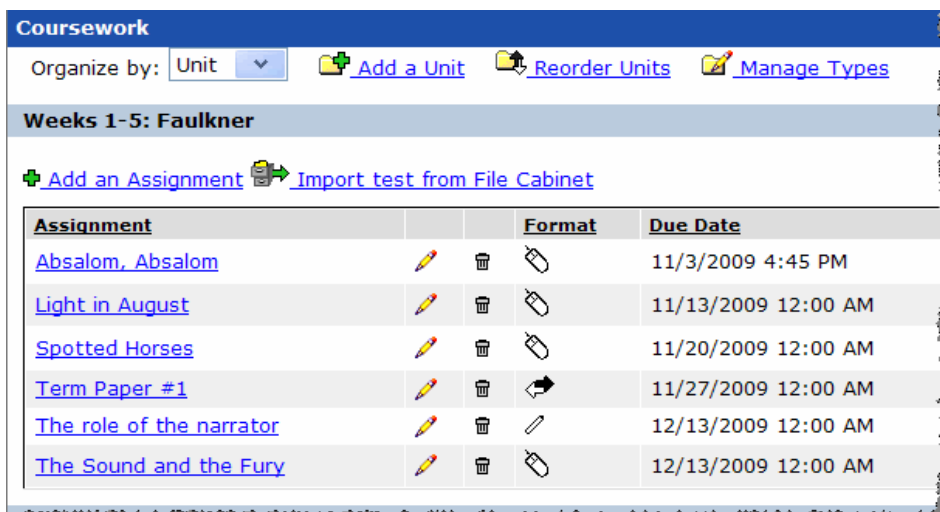 Coursework
Organize by: Unit Add a Unit Reorder Units Manage Types
Weeks 1-5: Faulkner
Add an Assignment Import test from File Cabinet
Assignment Format Due Date
Absalom, Absalom 11/3/2009 4:45 PM
Light in August 11/13/2009 12:00 AM
Spotted Horses 11/20/2009 12:00 AM
Term Paper #1 11/27/2009 12:00 AM
The role of the narrator 12/13/2009 12:00 AM
The Sound and the Fury 12/13/2009 12:00 AM